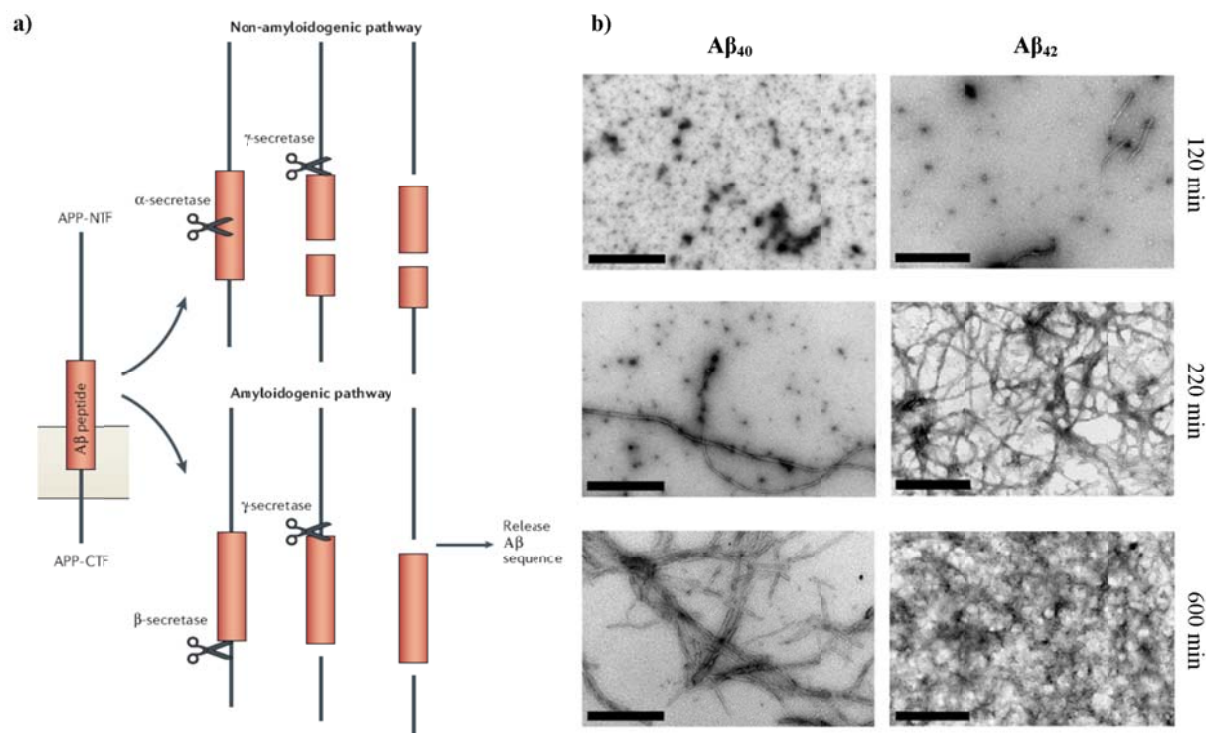 a)
Non-amyloidogenic pathway
γ-secretase
α-secretase
APP-NTF
Aβ peptide
APP-CTF
Amyloidogenic pathway
γ-secretase
β-secretase
Release
Aβ
sequence
b)
Aβ₄₀
Aβ₄₂
120 min
220 min
600 min